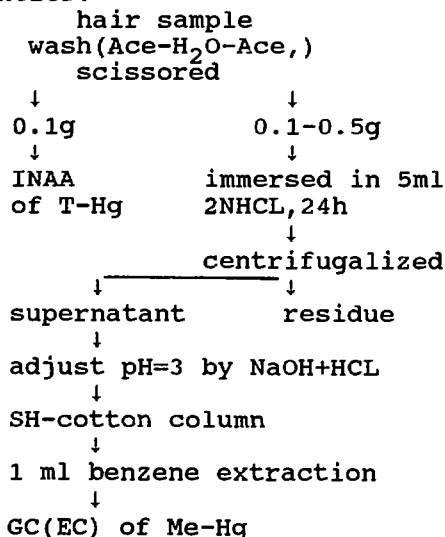 hair sample
wash(Ace-H2O-Ace,)
scissored
↓ ↓
0.1g 0.1-0.5g
↓ ↓
INAA immersed in 5ml
of T-Hg 2NHCL,24h
↓
centrifugalized
↓ ↓
supernatant residue
↓
adjust pH=3 by NaOH+HCL
↓
SH-cotton column
↓
1 ml benzene extraction
↓
GC(EC) of Me-Hg